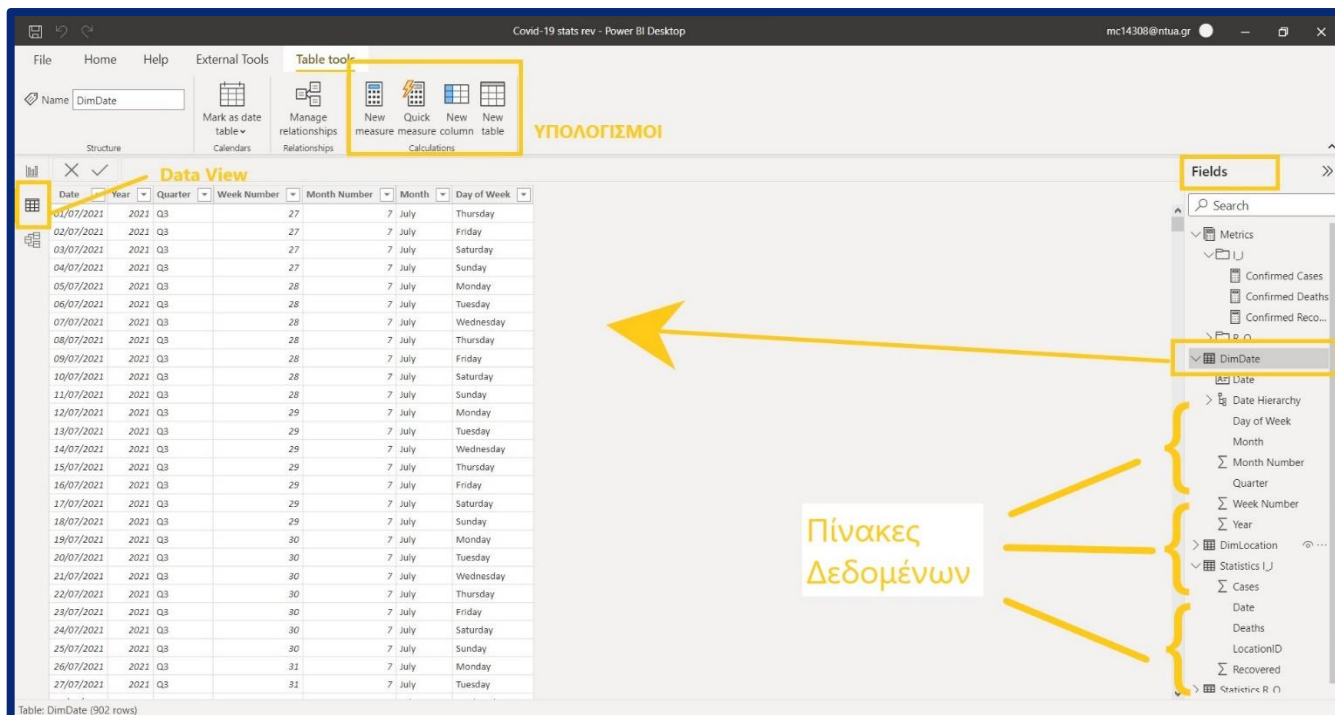 Covid-19 stats rev - Power BI Desktop
mc14308@ntua.gr
File Home Help External Tools Table tools
Name DimDate
Mark as date table
Manage relationships
New measure
Quick measure
New column
New table
Structure
Calendars
Relationships
Calculations
ΥΠΟΛΟΓΙΣΜΟΙ
Data View
Date Year Quarter Week Number Month Number Month Day of Week
01/07/2021 2021 Q3 27 7 July Thursday
02/07/2021 2021 Q3 27 7 July Friday
03/07/2021 2021 Q3 27 7 July Saturday
04/07/2021 2021 Q3 27 7 July Sunday
05/07/2021 2021 Q3 28 7 July Monday
06/07/2021 2021 Q3 28 7 July Tuesday
07/07/2021 2021 Q3 28 7 July Wednesday
08/07/2021 2021 Q3 28 7 July Thursday
09/07/2021 2021 Q3 28 7 July Friday
10/07/2021 2021 Q3 28 7 July Saturday
11/07/2021 2021 Q3 28 7 July Sunday
12/07/2021 2021 Q3 29 7 July Monday
13/07/2021 2021 Q3 29 7 July Tuesday
14/07/2021 2021 Q3 29 7 July Wednesday
15/07/2021 2021 Q3 29 7 July Thursday
16/07/2021 2021 Q3 29 7 July Friday
17/07/2021 2021 Q3 29 7 July Saturday
18/07/2021 2021 Q3 29 7 July Sunday
19/07/2021 2021 Q3 30 7 July Monday
20/07/2021 2021 Q3 30 7 July Tuesday
21/07/2021 2021 Q3 30 7 July Wednesday
22/07/2021 2021 Q3 30 7 July Thursday
23/07/2021 2021 Q3 30 7 July Friday
24/07/2021 2021 Q3 30 7 July Saturday
25/07/2021 2021 Q3 30 7 July Sunday
26/07/2021 2021 Q3 31 7 July Monday
27/07/2021 2021 Q3 31 7 July Tuesday
Πίνακες
Δεδομένων
Fields
Search
Metrics
I_J
Confirmed Cases
Confirmed Deaths
Confirmed Reco...
R_O
DimDate
Date
Date Hierarchy
Day of Week
Month
Month Number
Quarter
Week Number
Year
DimLocation
Statistics I_J
Cases
Date
Deaths
LocationID
Recovered
Statistics R_O
Table: DimDate (902 rows)